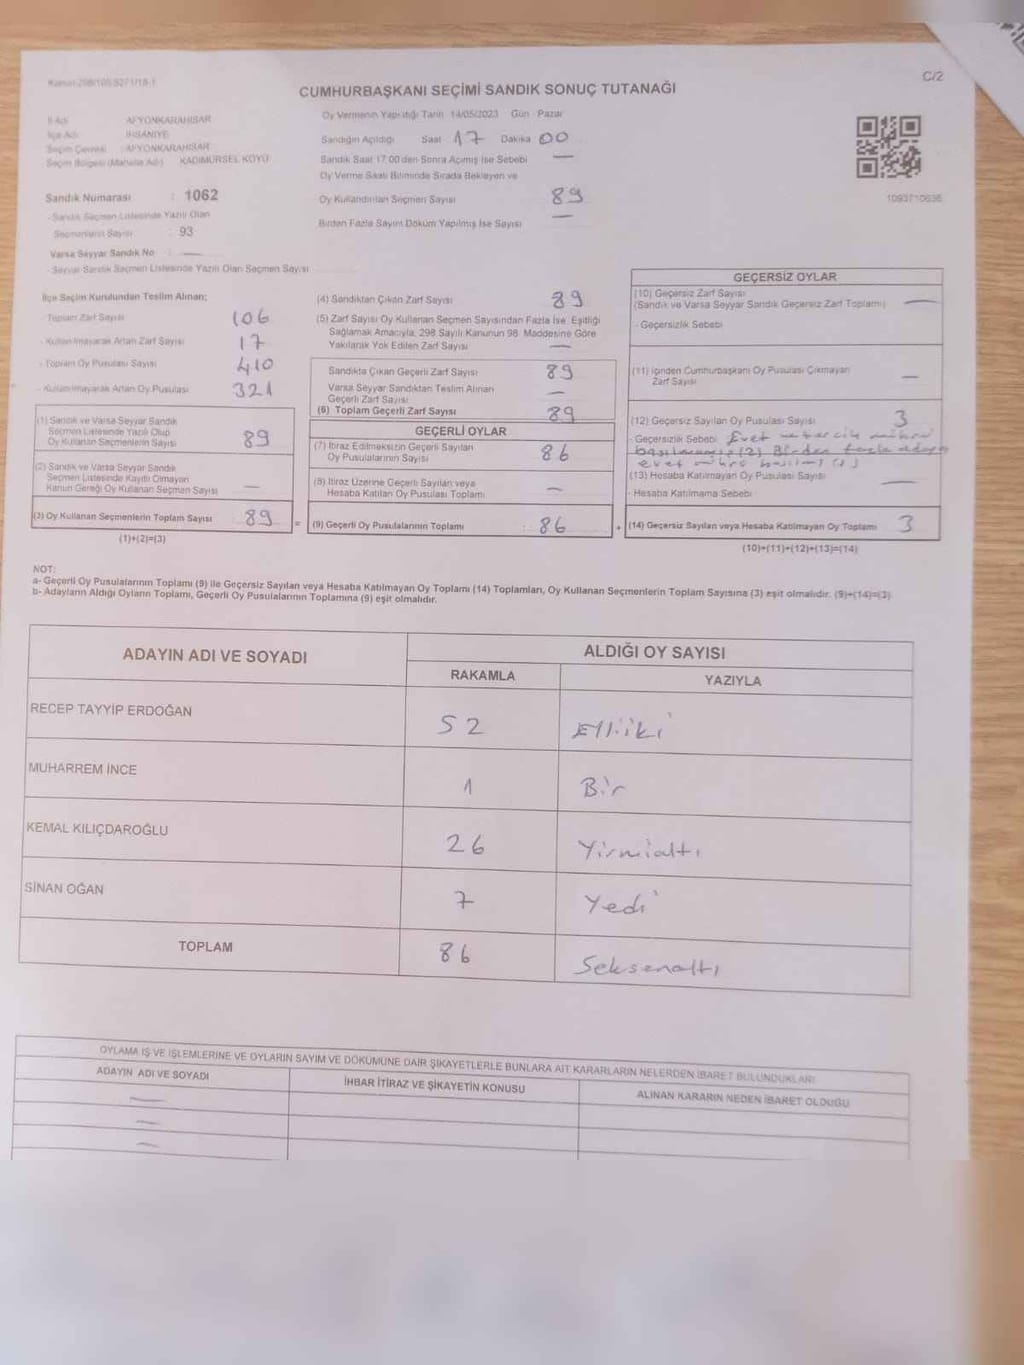 C/2
CUMHURBAŞKANI SEÇİMİ SANDIK SONUÇ TUTANAĞI
İl Adı : AFYONKARAHİSAR
İlçe Adı : İHSANİYE
Seçim Çevresi : AFYONKARAHİSAR
Seçim Bölgesi (Mahalle Adı) : KADIMÜRSEL KÖYÜ
Sandık Numarası : 1062
- Sandık Seçmen Listesinde Yazılı Olan
Seçmenlerin Sayısı : 93
Varsa Seyyar Sandık No : —
- Seyyar Sandık Seçmen Listesinde Yazılı Olan Seçmen Sayısı
Oy Vermenin Yapıldığı Tarih 14/05/2023 Gün Pazar
Sandığın Açıldığı Saat 17 Dakika 00
Sandık Saat 17:00'den Sonra Açılmış İse Sebebi —
Oy Verme Saati Bitiminde Sırada Bekleyen ve
Oy Kullandırılan Seçmen Sayısı 89
Birden Fazla Sayım Döküm Yapılmış İse Sayısı —
1093710636
İlçe Seçim Kurulundan Teslim Alınan;
- Toplam Zarf Sayısı 106
- Kullanılmayarak Artan Zarf Sayısı 17
- Toplam Oy Pusulası Sayısı 410
- Kullanılmayarak Artan Oy Pusulası 321
(1) Sandık ve Varsa Seyyar Sandık
Seçmen Listesinde Yazılı Olup
Oy Kullanan Seçmenlerin Sayısı 89
(2) Sandık ve Varsa Seyyar Sandık
Seçmen Listesinde Kayıtlı Olmayan
Kanun Gereği Oy Kullanan Seçmen Sayısı —
(3) Oy Kullanan Seçmenlerin Toplam Sayısı 89 =
(1)+(2)=(3)
(4) Sandıktan Çıkan Zarf Sayısı 89
(5) Zarf Sayısı Oy Kullanan Seçmen Sayısından Fazla İse, Eşitliği
Sağlamak Amacıyla, 298 Sayılı Kanunun 98. Maddesine Göre
Yakılarak Yok Edilen Zarf Sayısı —
Sandıkta Çıkan Geçerli Zarf Sayısı 89
Varsa Seyyar Sandıktan Teslim Alınan
Geçerli Zarf Sayısı —
(6) Toplam Geçerli Zarf Sayısı 89
GEÇERLİ OYLAR
(7) İtiraz Edilmeksizin Geçerli Sayılan
Oy Pusulalarının Sayısı 86
(8) İtiraz Üzerine Geçerli Sayılan veya
Hesaba Katılan Oy Pusulası Toplamı —
(9) Geçerli Oy Pusulalarının Toplamı : 86 +
GEÇERSİZ OYLAR
(10) Geçersiz Zarf Sayısı
(Sandık ve Varsa Seyyar Sandık Geçersiz Zarf Toplamı) —
- Geçersizlik Sebebi
(11) İçinden Cumhurbaşkanı Oy Pusulası Çıkmayan
Zarf Sayısı —
(12) Geçersiz Sayılan Oy Pusulası Sayısı 3
- Geçersizlik Sebebi Evet ve tercih mührü
basılmamış (2) Birden fazla adaya
evet mührü basılmış (1)
(13) Hesaba Katılmayan Oy Pusulası Sayısı —
- Hesaba Katılmama Sebebi
(14) Geçersiz Sayılan veya Hesaba Katılmayan Oy Toplamı 3
(10)+(11)+(12)+(13)=(14)
NOT:
a- Geçerli Oy Pusulalarının Toplamı (9) ile Geçersiz Sayılan veya Hesaba Katılmayan Oy Toplamı (14) Toplamları, Oy Kullanan Seçmenlerin Toplam Sayısına (3) eşit olmalıdır. (9)+(14)=(3)
b- Adayların Aldığı Oyların Toplamı, Geçerli Oy Pusulalarının Toplamına (9) eşit olmalıdır.
ADAYIN ADI VE SOYADI
ALDIĞI OY SAYISI
RAKAMLA YAZIYLA
RECEP TAYYİP ERDOĞAN 52 Elliiki
MUHARREM İNCE 1 Bir
KEMAL KILIÇDAROĞLU 26 Yirmialtı
SİNAN OĞAN 7 Yedi
TOPLAM 86 Seksenaltı
OYLAMA İŞ VE İŞLEMLERİNE VE OYLARIN SAYIM VE DÖKÜMÜNE DAİR ŞİKAYETLERLE BUNLARA AİT KARARLARIN NELERDEN İBARET BULUNDUKLARI
ADAYIN ADI VE SOYADI İHBAR İTİRAZ VE ŞİKAYETİN KONUSU ALINAN KARARIN NEDEN İBARET OLDUĞU
—
—
—